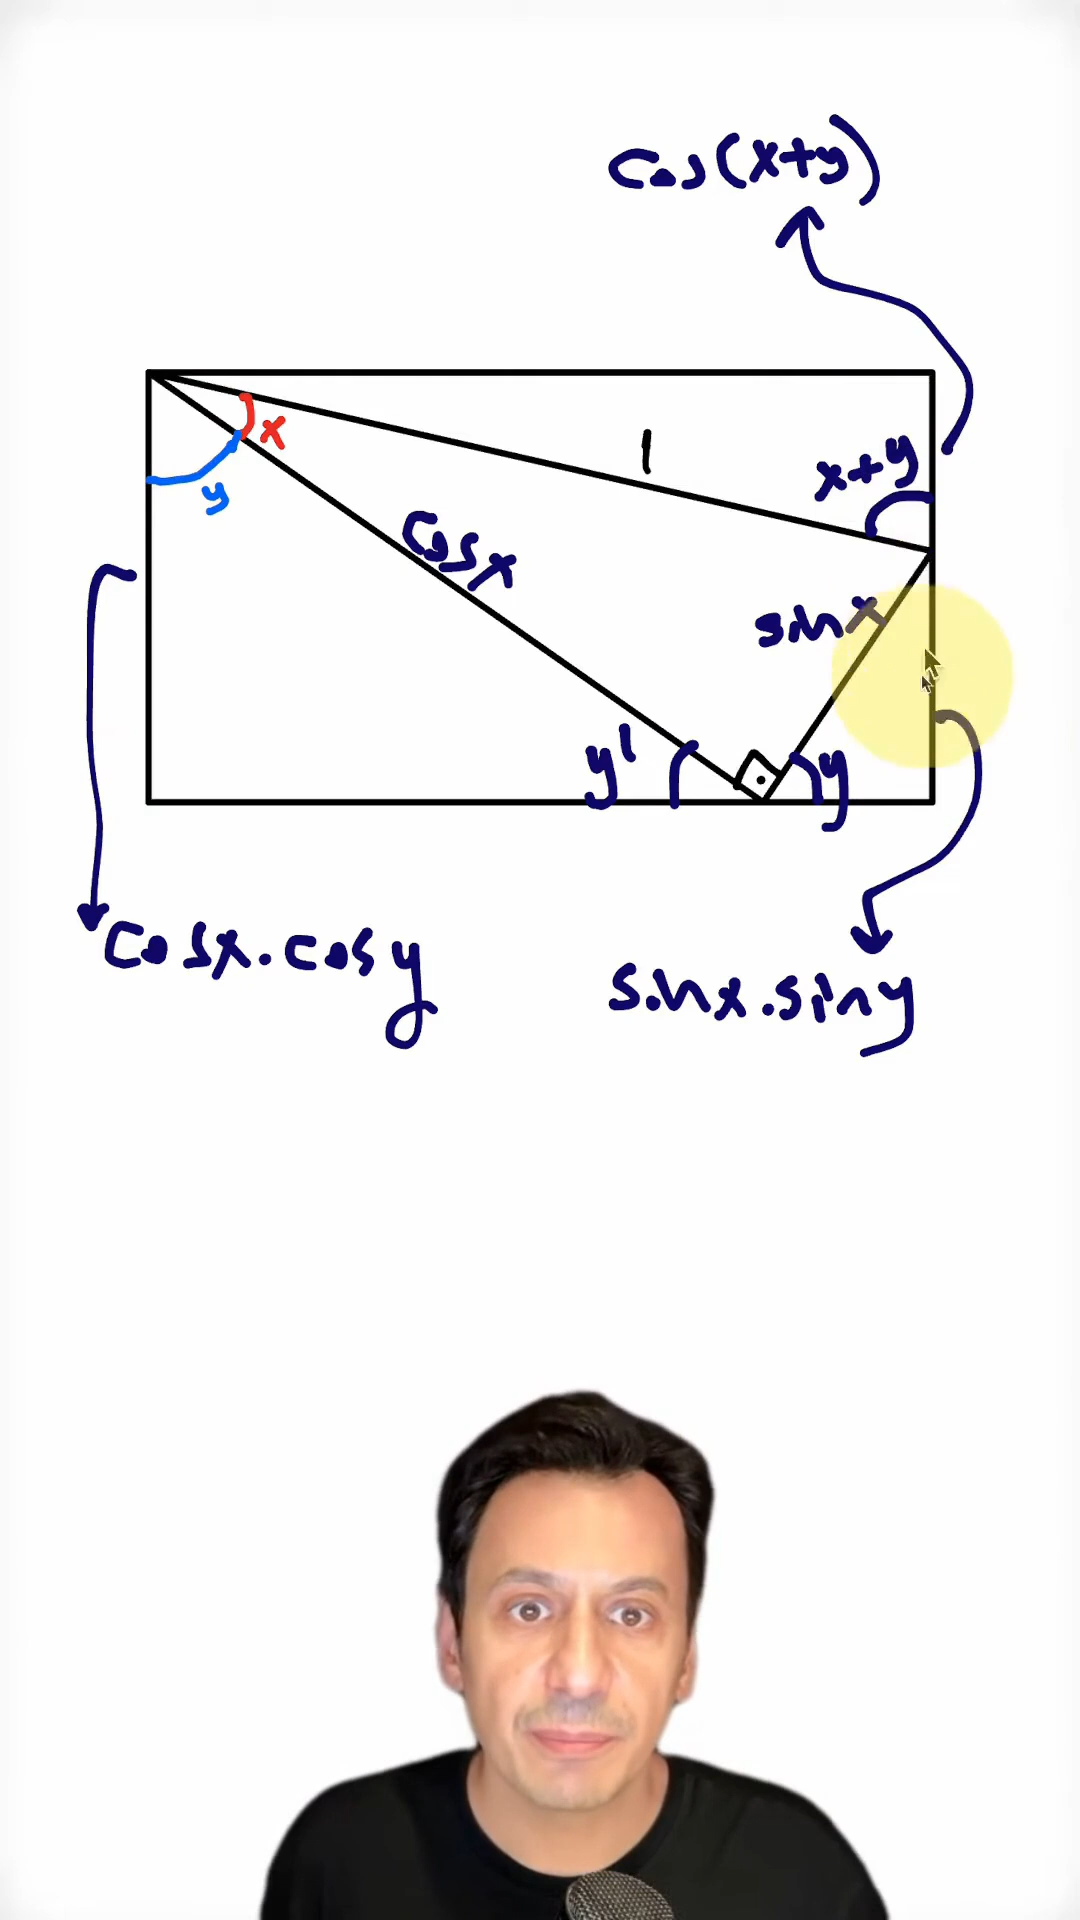 cos(x+y)
x
1
x+y
y
cosx
sinx
y'
y
cosx.cosy
sinx.siny